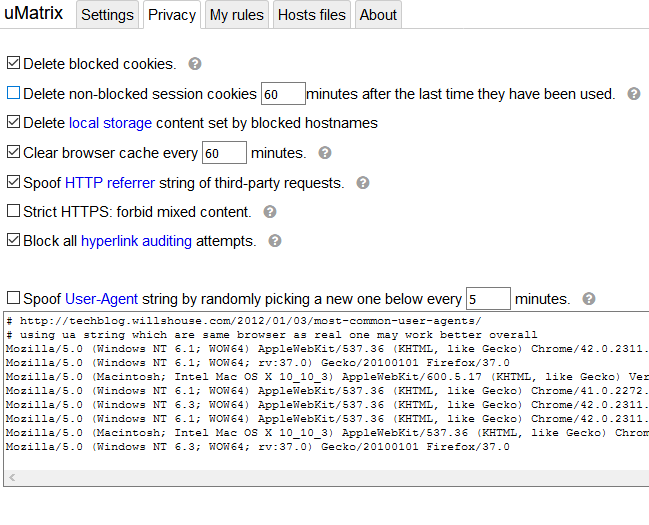 uMatrix Settings Privacy My rules Hosts files About
Delete blocked cookies. ?
Delete non-blocked session cookies 60 minutes after the last time they have been used. ?
Delete local storage content set by blocked hostnames
Clear browser cache every 60 minutes. ?
Spoof HTTP referrer string of third-party requests. ?
Strict HTTPS: forbid mixed content. ?
Block all hyperlink auditing attempts. ?
Spoof User-Agent string by randomly picking a new one below every 5 minutes. ?
# http://techblog.willshouse.com/2012/01/03/most-common-user-agents/
# using ua string which are same browser as real one may work better overall
Mozilla/5.0 (Windows NT 6.1; WOW64) AppleWebKit/537.36 (KHTML, like Gecko) Chrome/42.0.2311.
Mozilla/5.0 (Windows NT 6.1; WOW64; rv:37.0) Gecko/20100101 Firefox/37.0
Mozilla/5.0 (Macintosh; Intel Mac OS X 10_10_3) AppleWebKit/600.5.17 (KHTML, like Gecko) Ver
Mozilla/5.0 (Windows NT 6.1; WOW64) AppleWebKit/537.36 (KHTML, like Gecko) Chrome/41.0.2272.
Mozilla/5.0 (Windows NT 6.3; WOW64) AppleWebKit/537.36 (KHTML, like Gecko) Chrome/42.0.2311.
Mozilla/5.0 (Windows NT 6.1; WOW64) AppleWebKit/537.36 (KHTML, like Gecko) Chrome/42.0.2311.
Mozilla/5.0 (Macintosh; Intel Mac OS X 10_10_3) AppleWebKit/537.36 (KHTML, like Gecko) Chrom
Mozilla/5.0 (Windows NT 6.3; WOW64; rv:37.0) Gecko/20100101 Firefox/37.0